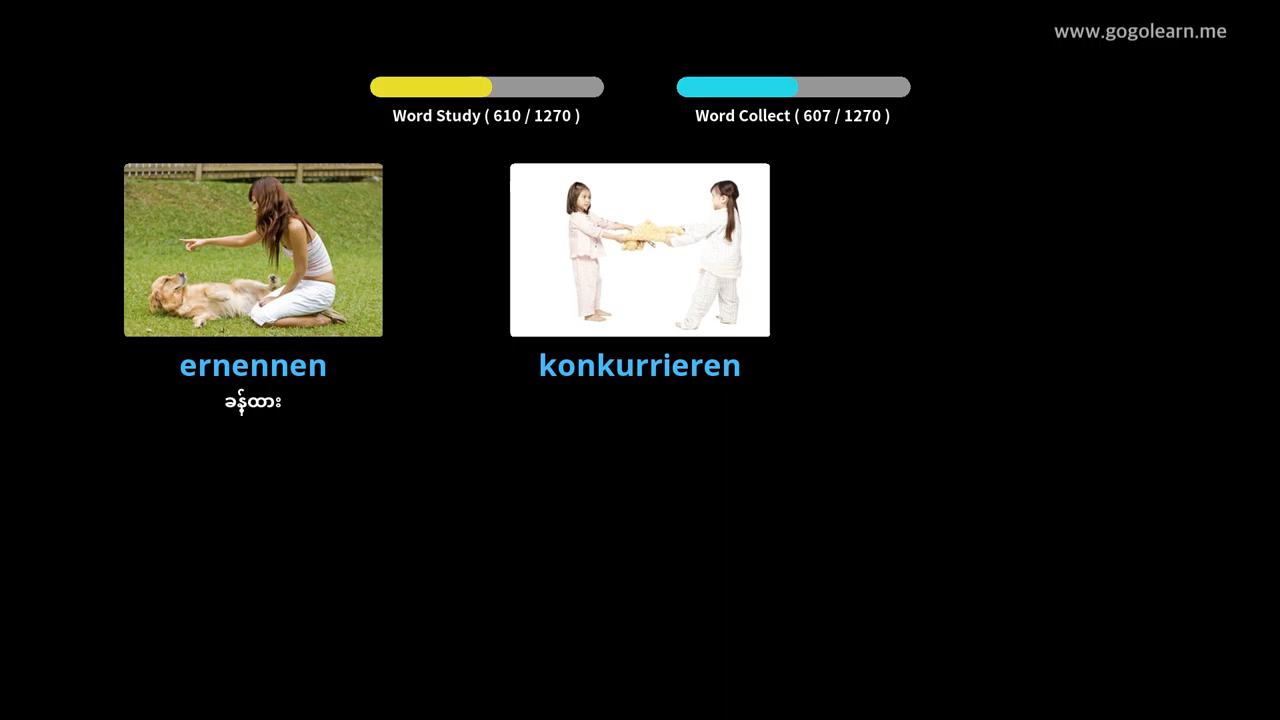 www.gogolearn.me
Word Study ( 610 / 1270 )
Word Collect ( 607 / 1270 )
ernennen
konkurrieren
ခန့်ထား